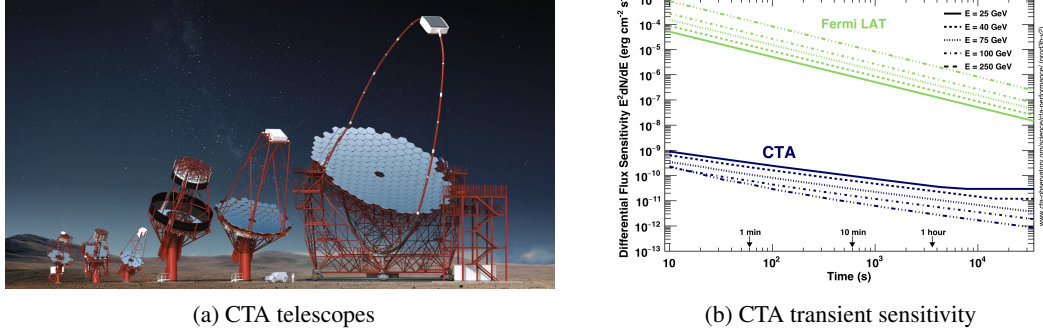 Differential Flux Sensitivity E²dN/dE (erg cm⁻²
10⁻⁴
10⁻⁵
10⁻⁶
10⁻⁷
10⁻⁸
10⁻⁹
10⁻¹⁰
10⁻¹¹
10⁻¹²
10⁻¹³
Fermi LAT
E = 25 GeV
E = 40 GeV
E = 75 GeV
E = 100 GeV
E = 250 GeV
CTA
1 min
10 min
1 hour
10
10²
10³
10⁴
Time (s)
(a) CTA telescopes
(b) CTA transient sensitivity